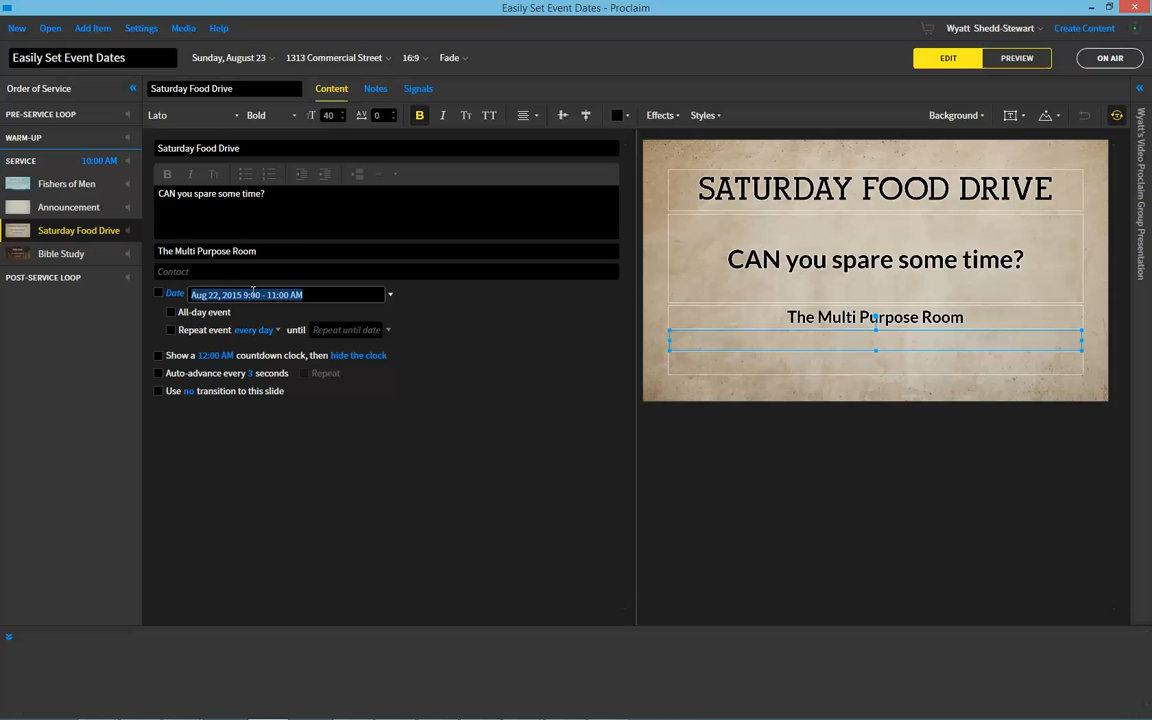 Easily Set Event Dates - Proclaim
New Open Add Item Settings Media Help
Wyatt Shedd-Stewart Create Content
Easily Set Event Dates
Sunday, August 23 1313 Commercial Street 16:9 Fade
EDIT PREVIEW ON AIR
Order of Service
Saturday Food Drive
Content Notes Signals
Lato Bold 40 0 B I Tт TT Effects Styles Background
PRE-SERVICE LOOP
WARM-UP
SERVICE 10:00 AM
Fishers of Men
Announcement
Saturday Food Drive
Bible Study
POST-SERVICE LOOP
Saturday Food Drive
B I Tт
CAN you spare some time?
The Multi Purpose Room
Contact
Date Aug 22, 2015 9:00 - 11:00 AM
All-day event
Repeat event every day until Repeat until date
Show a 12:00 AM countdown clock, then hide the clock
Auto-advance every 3 seconds Repeat
Use no transition to this slide
SATURDAY FOOD DRIVE
CAN you spare some time?
The Multi Purpose Room
Wyatt's Video Proclaim Group Presentation